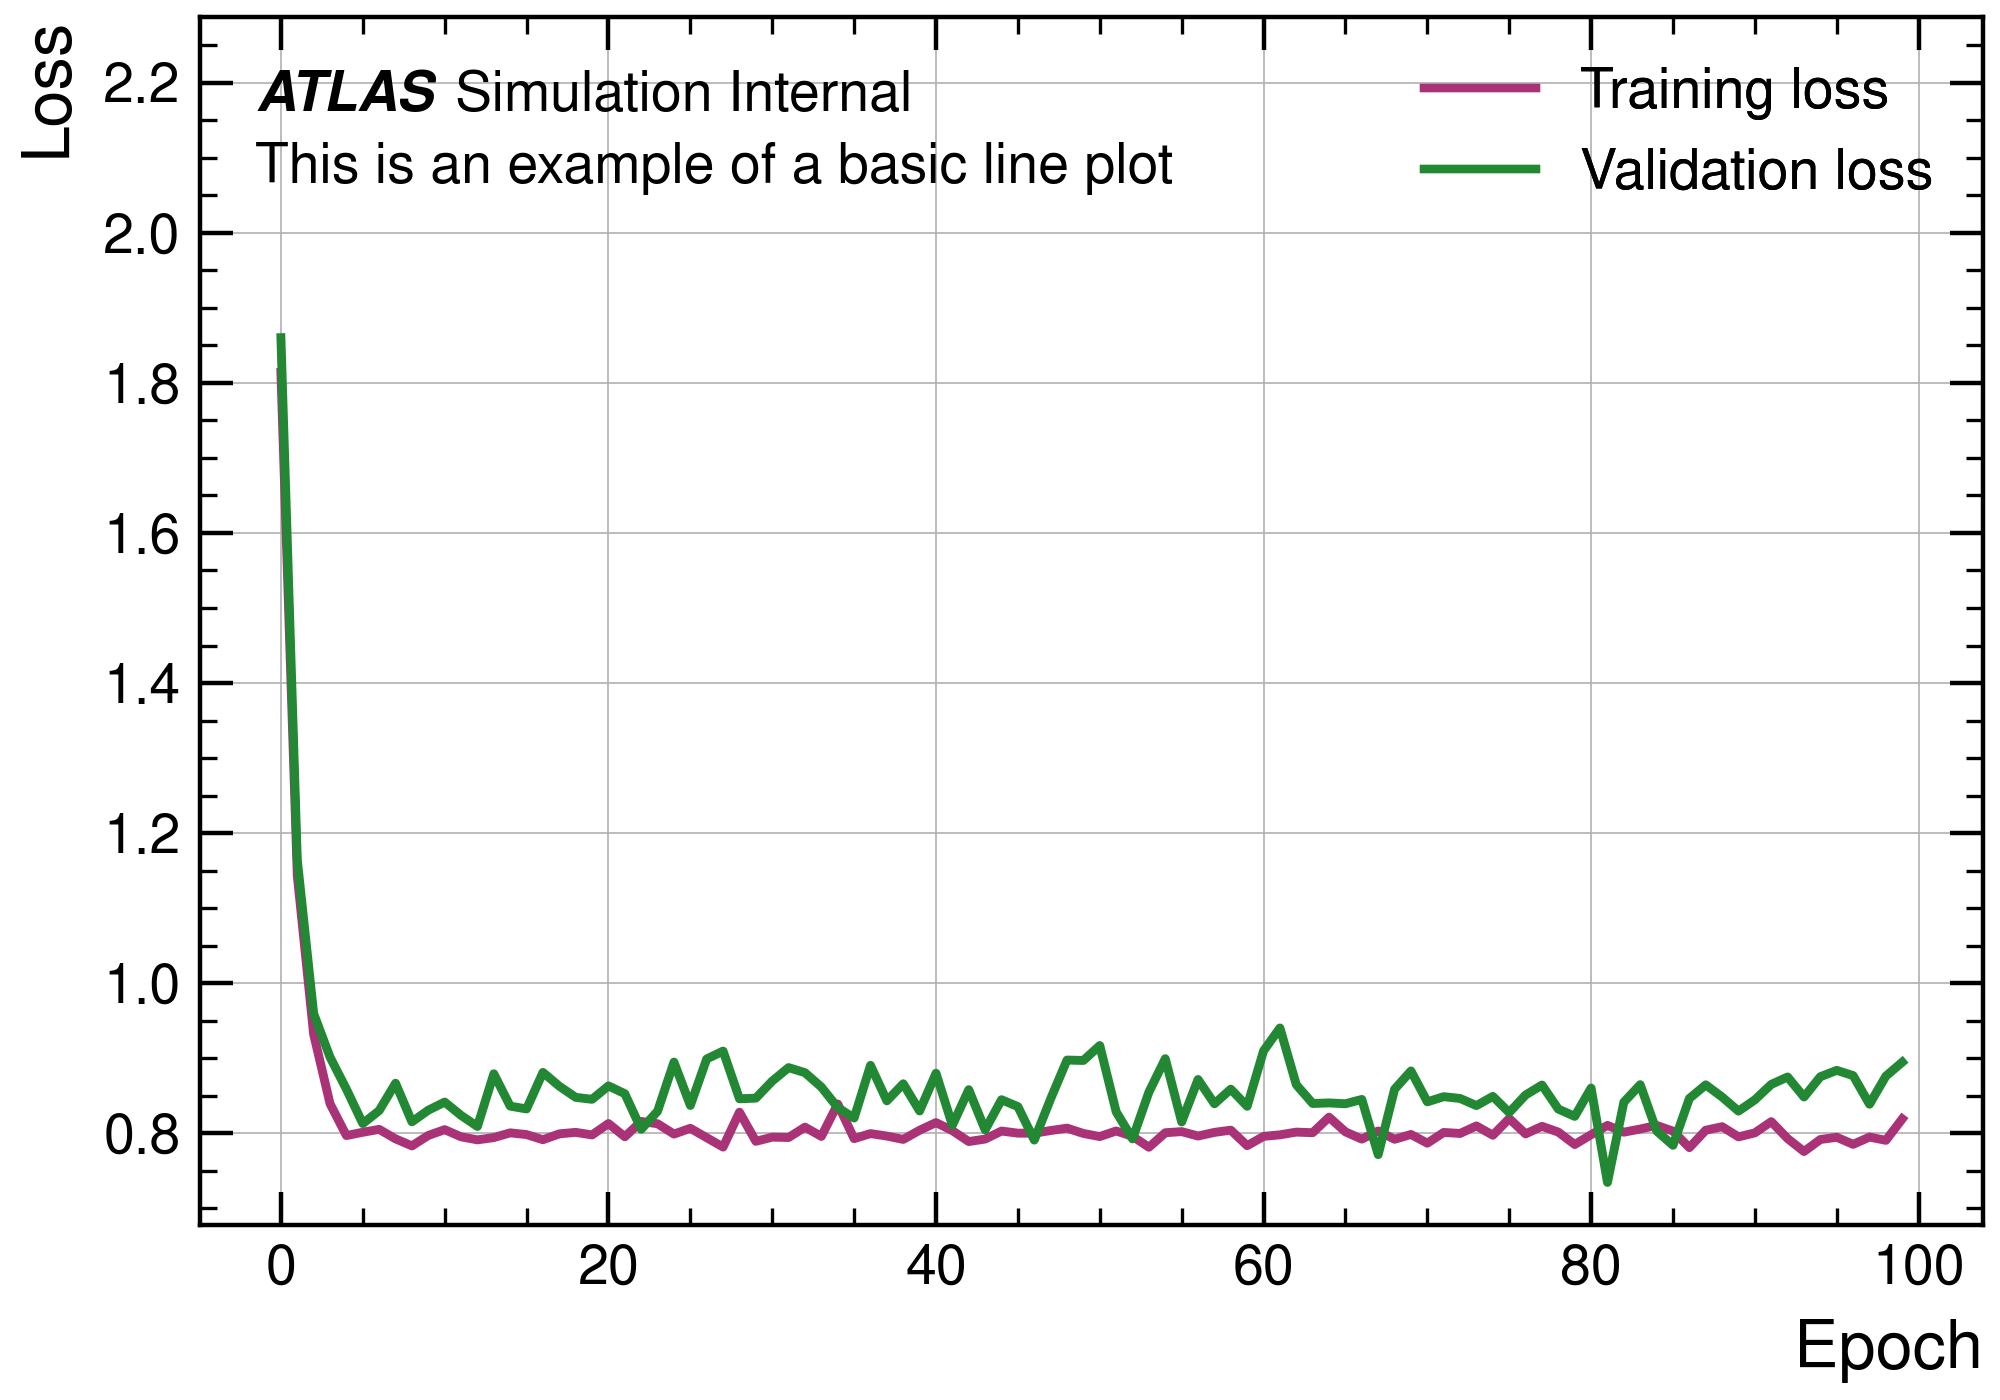 Loss
ATLAS Simulation Internal
This is an example of a basic line plot
Training loss
Validation loss
2.2
2.0
1.8
1.6
1.4
1.2
1.0
0.8
0 20 40 60 80 100
Epoch